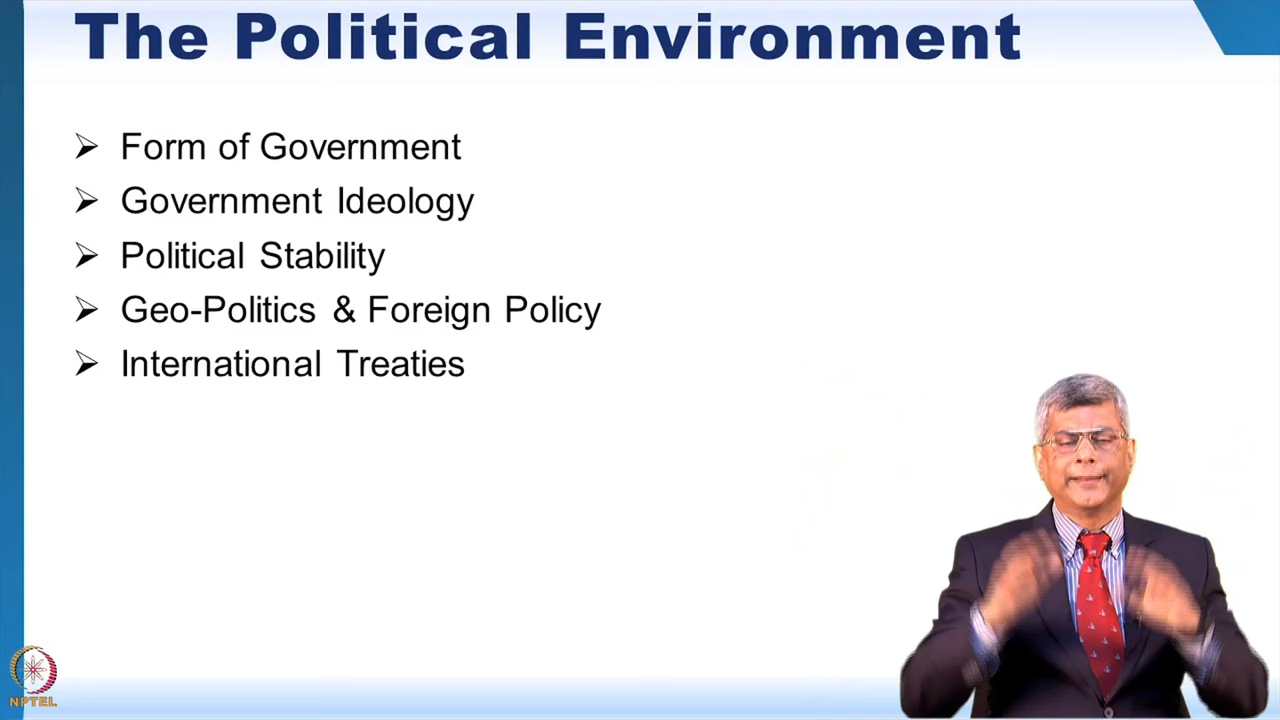 The Political Environment
Form of Government
Government Ideology
Political Stability
Geo-Politics & Foreign Policy
International Treaties
NPTEL